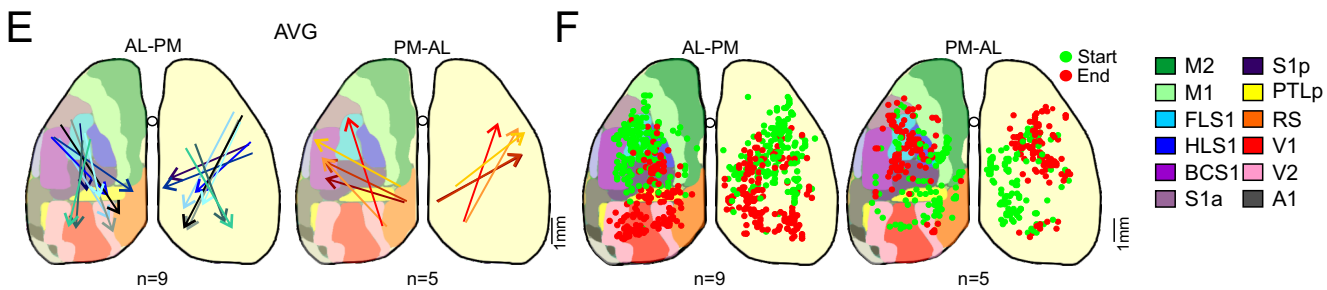 E
AVG
AL-PM
PM-AL
n=9
n=5
1mm
F
AL-PM
PM-AL
Start
End
n=9
n=5
1mm
M2
M1
FLS1
HLS1
BCS1
S1a
S1p
PTLp
RS
V1
V2
A1